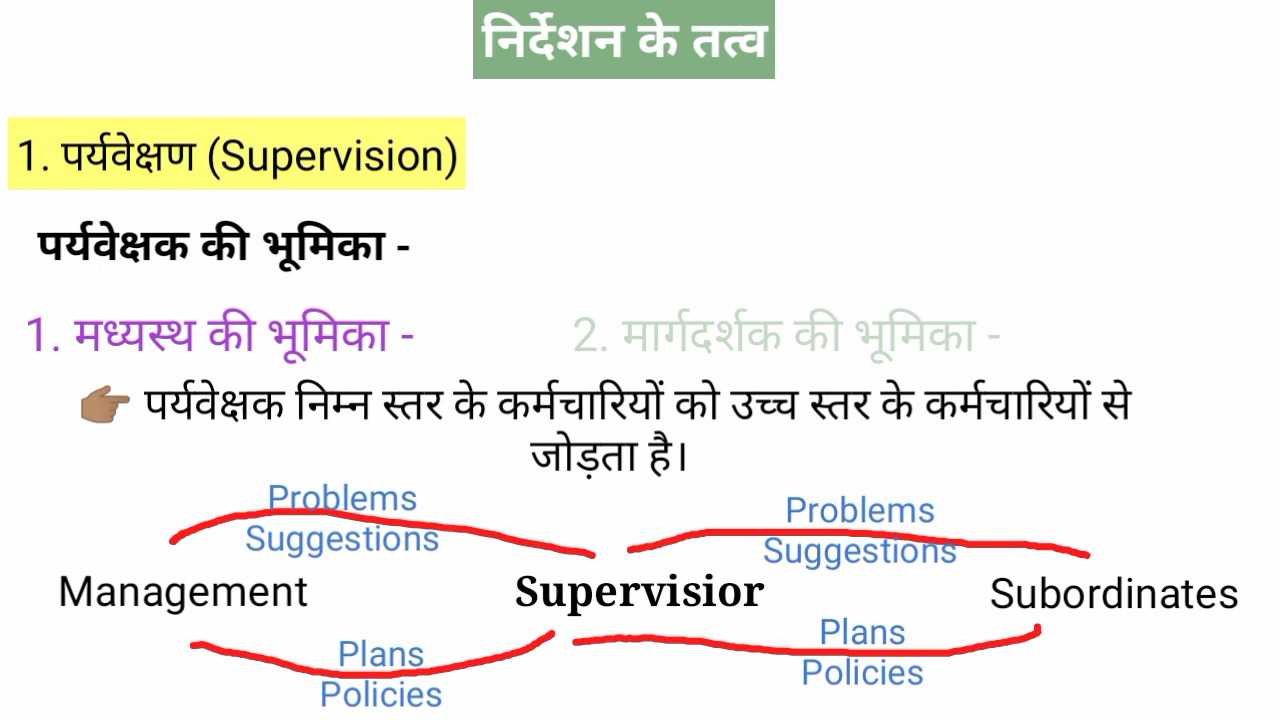 निर्देशन के तत्व
1. पर्यवेक्षण (Supervision)
पर्यवेक्षक की भूमिका -
1. मध्यस्थ की भूमिका -
2. मार्गदर्शक की भूमिका -
पर्यवेक्षक निम्न स्तर के कर्मचारियों को उच्च स्तर के कर्मचारियों से
जोड़ता है।
Problems
Suggestions
Problems
Suggestions
Management
Supervisior
Subordinates
Plans
Policies
Plans
Policies